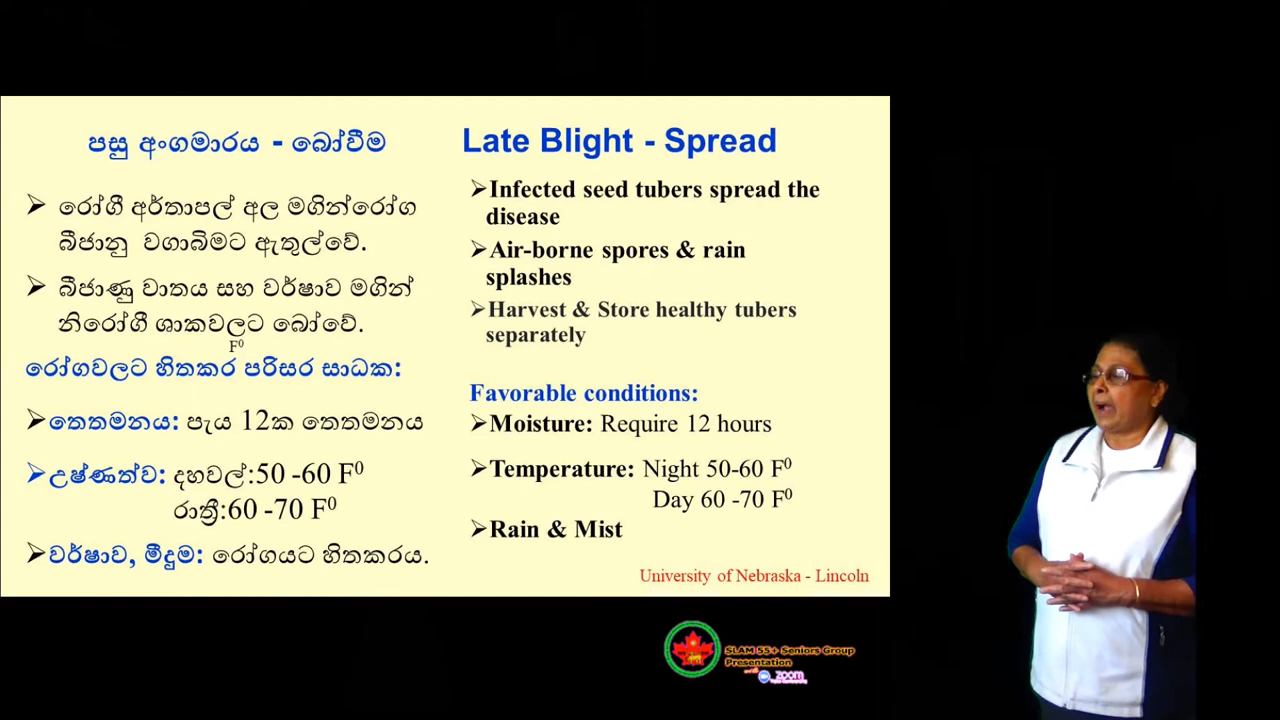 පසු අංගමාරය - බෝවීම
➢ රෝගී අර්තාපල් අල මගින්රෝග
බීජානු වගාබිමට ඇතුල්වේ.
➢ බීජාණු වාතය සහ වර්ෂාව මගින්
නිරෝගී ශාකවලට බෝවේ.
F⁰
රෝගවලට හිතකර පරිසර සාධක:
➢තෙතමනය: පැය 12ක තෙතමනය
➢උෂ්ණත්ව: දහවල්:50 -60 F⁰
රාත්‍රී:60 -70 F⁰
➢වර්ෂාව, මීදුම: රෝගයට හිතකරය.
Late Blight - Spread
➢Infected seed tubers spread the
disease
➢Air-borne spores & rain
splashes
➢Harvest & Store healthy tubers
separately
Favorable conditions:
➢Moisture: Require 12 hours
➢Temperature: Night 50-60 F⁰
Day 60 -70 F⁰
➢Rain & Mist
University of Nebraska - Lincoln
SLAM 55+ Seniors Group
Presentation
zoom